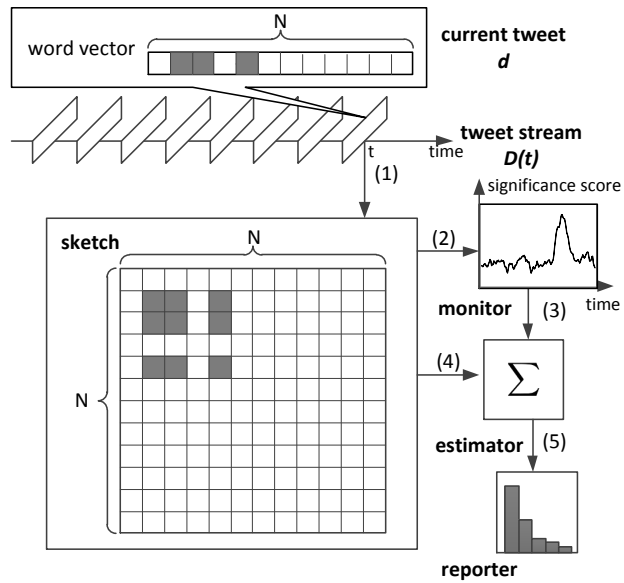 N
word vector
current tweet
d
tweet stream
D(t)
t
time
(1)
significance score
sketch
N
(2)
monitor
(3)
time
N
(4)
∑
estimator
(5)
reporter